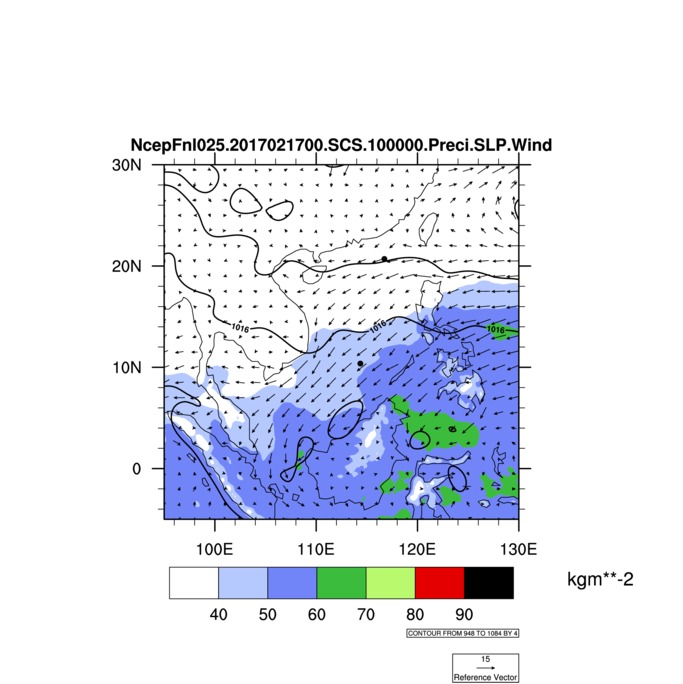 NcepFnl025.2017021700.SCS.100000.Preci.SLP.Wind
30N
20N
1016
1016
1016
10N
0
100E 110E 120E 130E
kgm**-2
40 50 60 70 80 90
CONTOUR FROM 948 TO 1084 BY 4
15
Reference Vector